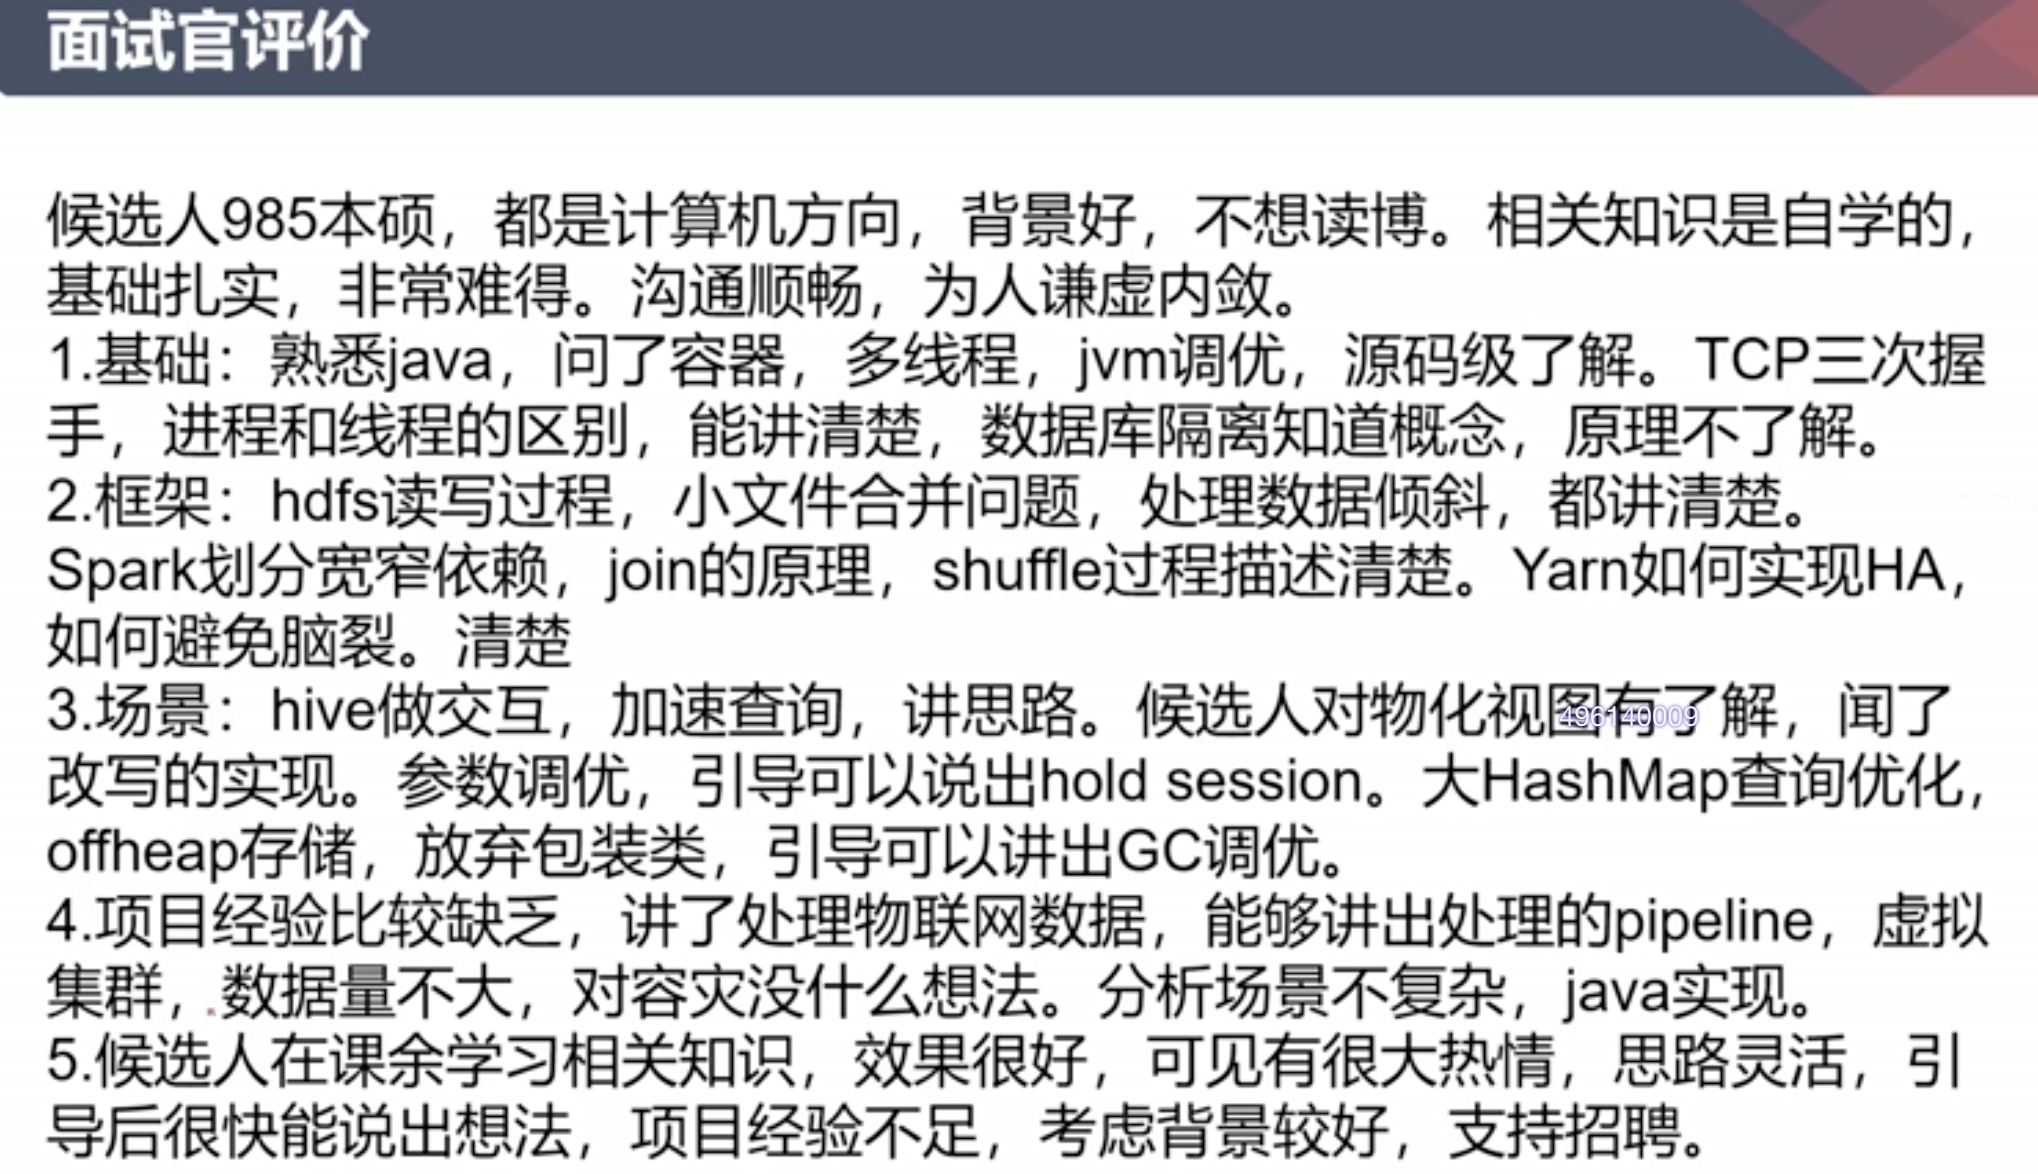 面试官评价
候选人985本硕，都是计算机方向，背景好，不想读博。相关知识是自学的，
基础扎实，非常难得。沟通顺畅，为人谦虚内敛。
1.基础：熟悉java，问了容器，多线程，jvm调优，源码级了解。TCP三次握
手，进程和线程的区别，能讲清楚，数据库隔离知道概念，原理不了解。
2.框架：hdfs读写过程，小文件合并问题，处理数据倾斜，都讲清楚。
Spark划分宽窄依赖，join的原理，shuffle过程描述清楚。Yarn如何实现HA，
如何避免脑裂。清楚
3.场景：hive做交互，加速查询，讲思路。候选人对物化视图有了解，闻了
496140009
改写的实现。参数调优，引导可以说出hold session。大HashMap查询优化，
offheap存储，放弃包装类，引导可以讲出GC调优。
4.项目经验比较缺乏，讲了处理物联网数据，能够讲出处理的pipeline，虚拟
集群，数据量不大，对容灾没什么想法。分析场景不复杂，java实现。
5.候选人在课余学习相关知识，效果很好，可见有很大热情，思路灵活，引
导后很快能说出想法，项目经验不足，考虑背景较好，支持招聘。